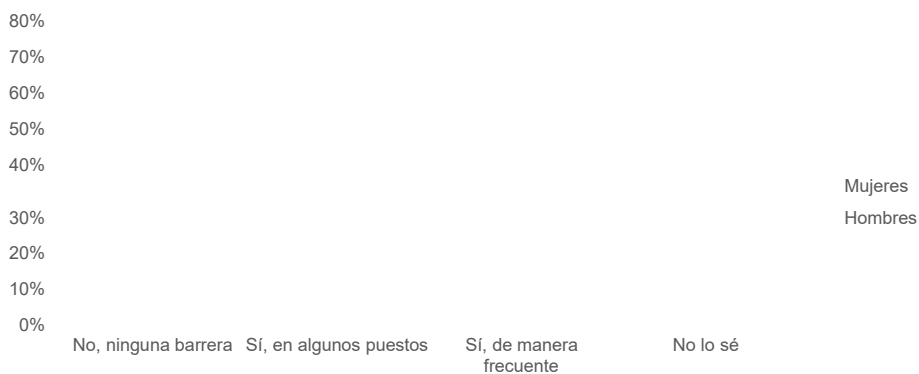 80%
70%
60%
50%
40%
30%
20%
10%
0%
No, ninguna barrera
Sí, en algunos puestos
Sí, de manera
frecuente
No lo sé
Mujeres
Hombres